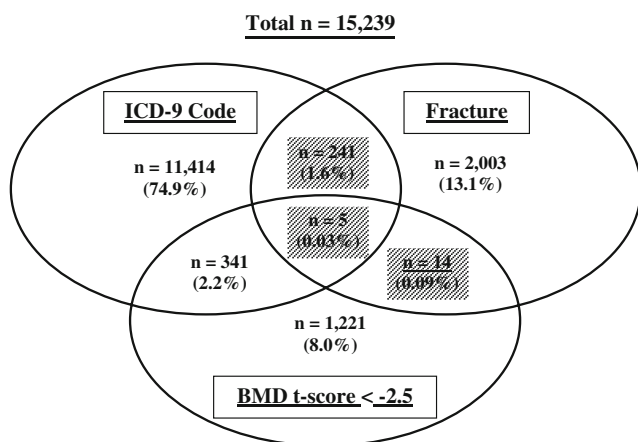 Total n = 15,239
ICD-9 Code
Fracture
n = 241
(1.6%)
n = 11,414
(74.9%)
n = 2,003
(13.1%)
n = 5
(0.03%)
n = 341
(2.2%)
n = 14
(0.09%)
n = 1,221
(8.0%)
BMD t-score < -2.5